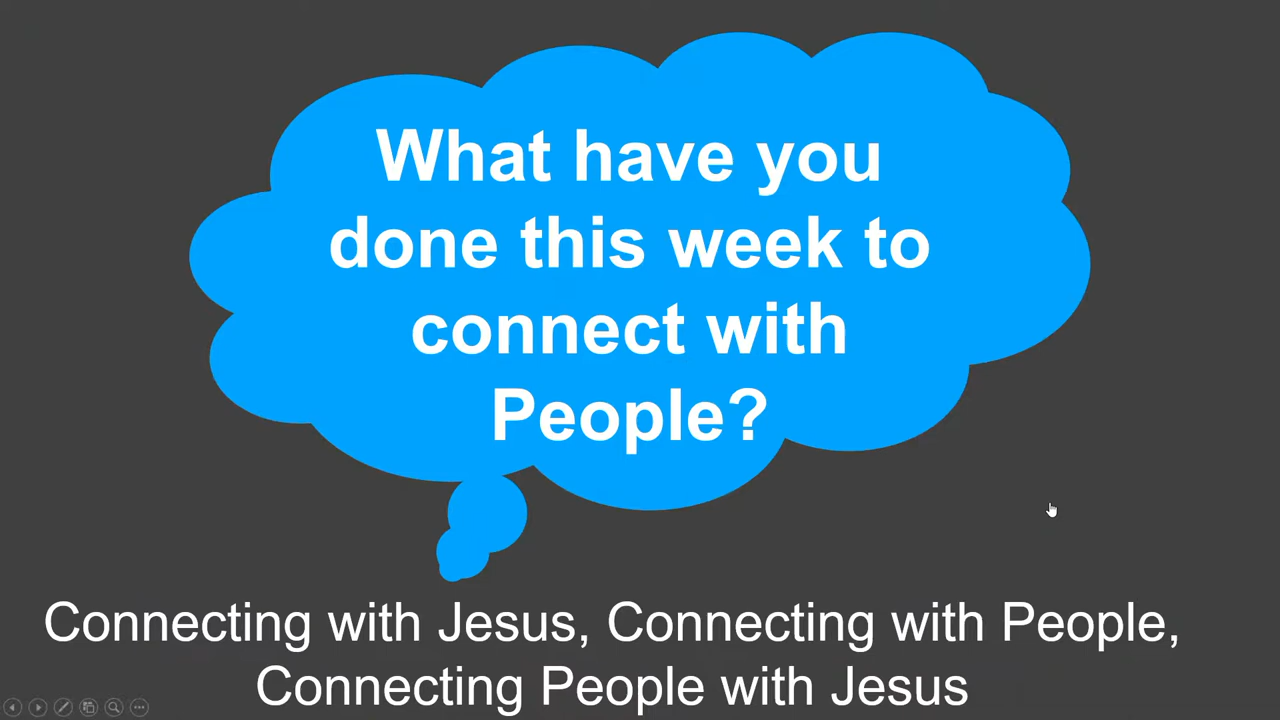 What have you
done this week to
connect with
People?
Connecting with Jesus, Connecting with People,
Connecting People with Jesus